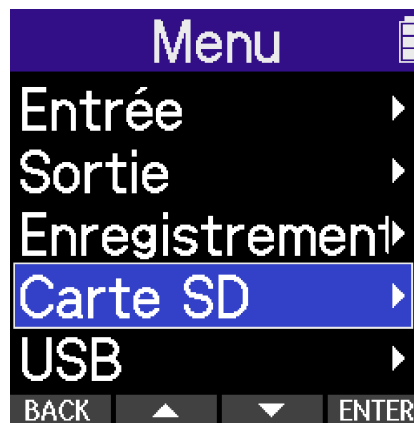 Menu
Entrée
Sortie
Enregistrement
Carte SD
USB
BACK ENTER